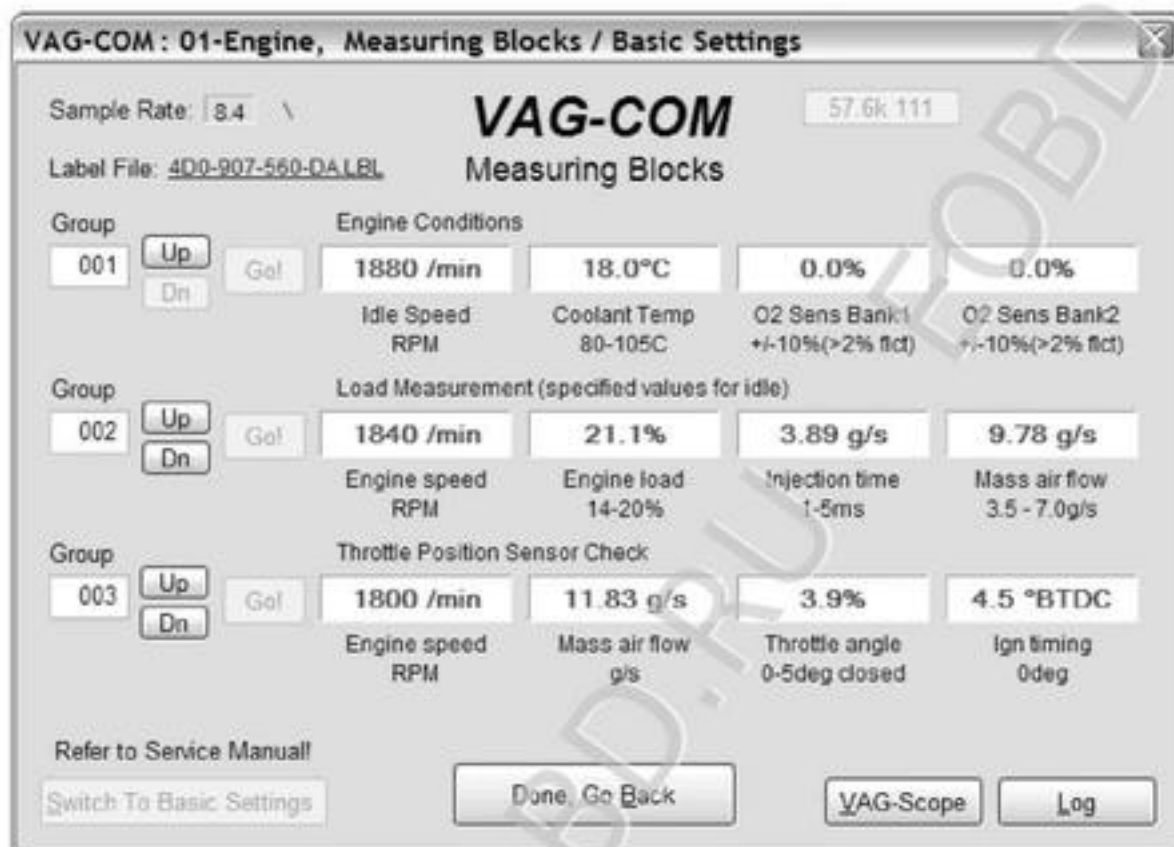 VAG-COM : 01-Engine, Measuring Blocks / Basic Settings
Sample Rate: 8.4 \
VAG-COM
57.6k 111
Label File: 4D0-907-560-DA.LBL
Measuring Blocks
Group
Engine Conditions
001 Up Dn Go! 1880 /min 18.0°C 0.0% 0.0%
Idle Speed Coolant Temp O2 Sens Bank1 O2 Sens Bank2
RPM 80-105C +/-10%(>2% flct) +/-10%(>2% flct)
Group
Load Measurement (specified values for idle)
002 Up Dn Go! 1840 /min 21.1% 3.89 g/s 9.78 g/s
Engine speed Engine load Injection time Mass air flow
RPM 14-20% 1-5ms 3.5 - 7.0g/s
Group
Throttle Position Sensor Check
003 Up Dn Go! 1800 /min 11.83 g/s 3.9% 4.5 °BTDC
Engine speed Mass air flow Throttle angle Ign timing
RPM g/s 0-5deg closed 0deg
Refer to Service Manual!
Switch To Basic Settings
Done, Go Back
VAG-Scope
Log